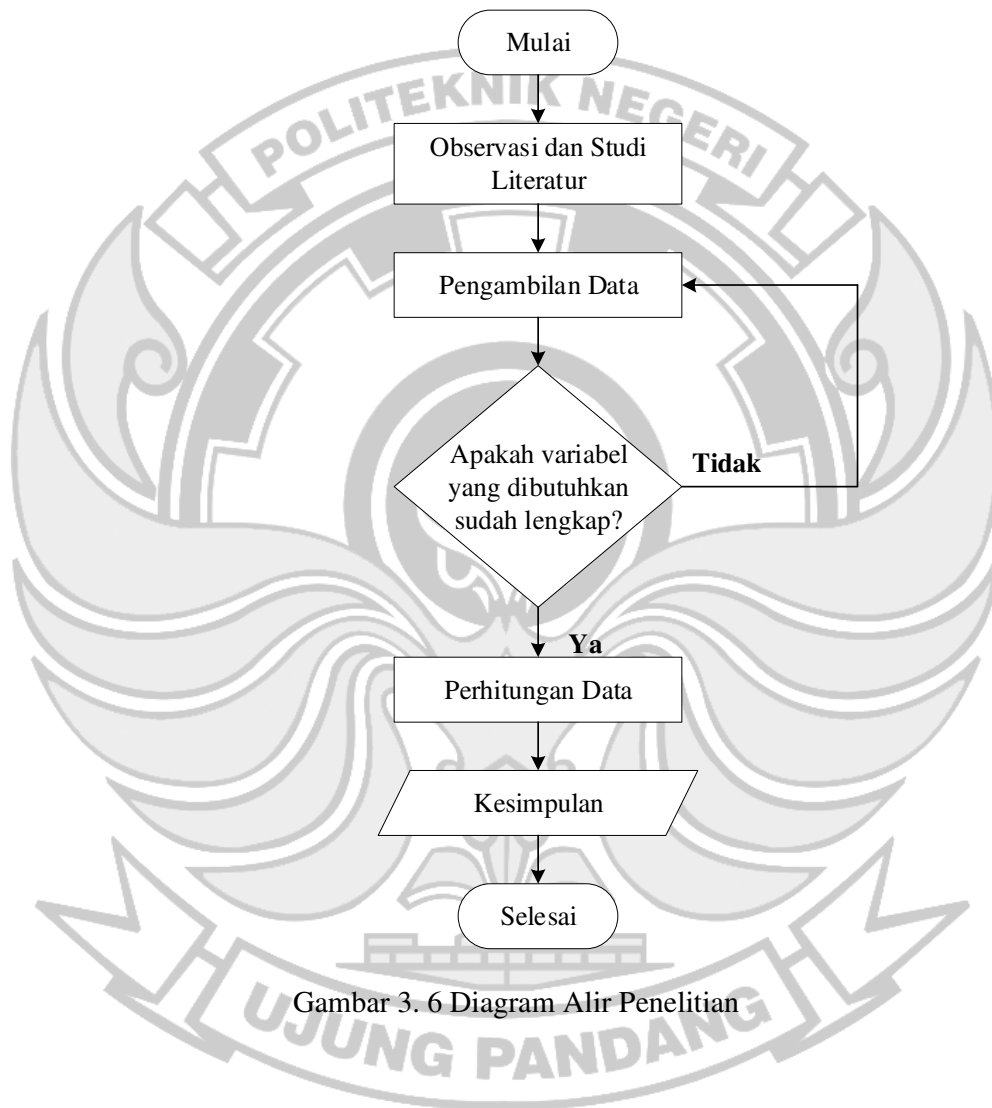 Mulai
POLITEKNIK NEGERI
Observasi dan Studi
Literatur
Pengambilan Data
Apakah variabel
yang dibutuhkan
sudah lengkap?
Tidak
Ya
Perhitungan Data
Kesimpulan
Selesai
Gambar 3. 6 Diagram Alir Penelitian
UJUNG PANDANG